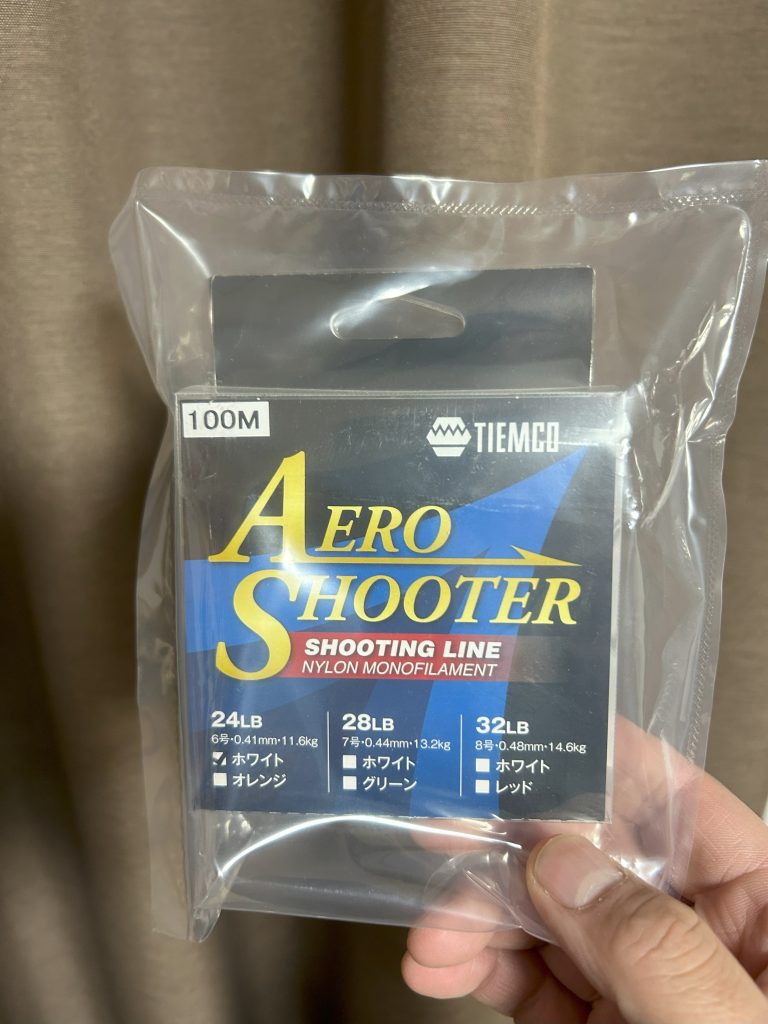 100M
TIEMCO
AERO
SHOOTER
SHOOTING LINE
NYLON MONOFILAMENT
24LB
6号・0.41mm・11.6kg
ホワイト
オレンジ
28LB
7号・0.44mm・13.2kg
ホワイト
グリーン
32LB
8号・0.48mm・14.6kg
ホワイト
レッド